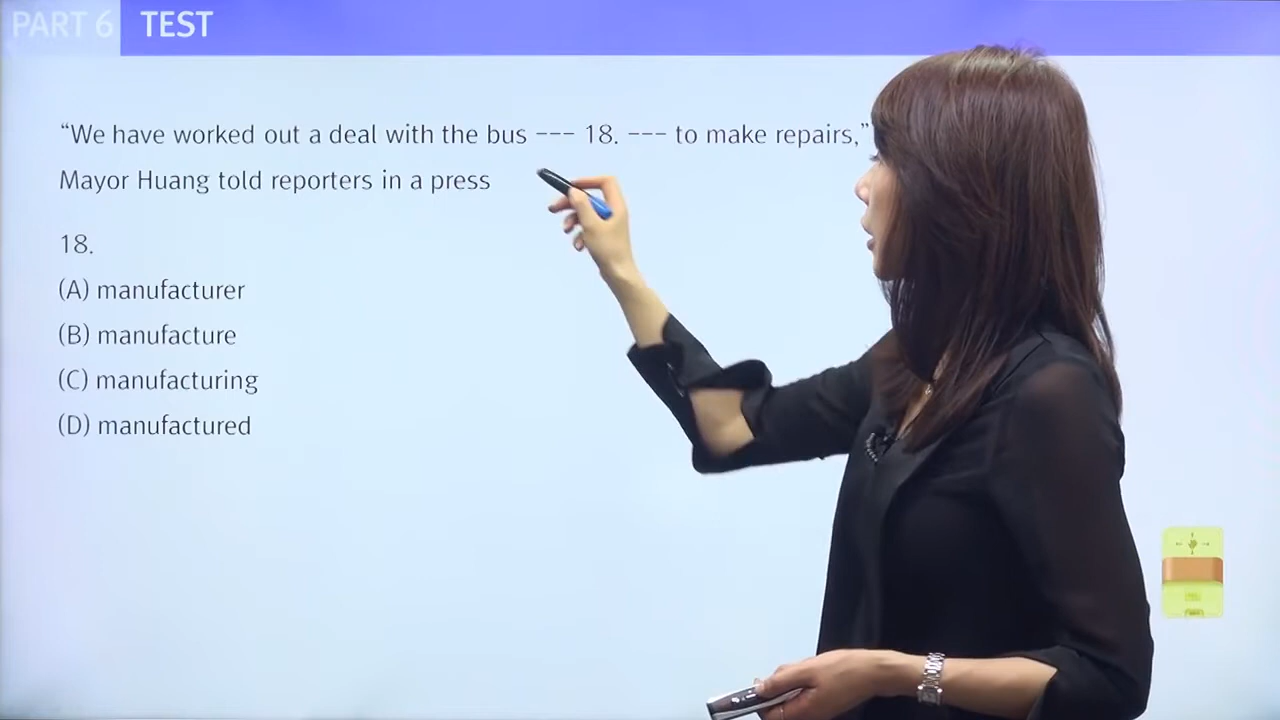 PART 6 TEST
“We have worked out a deal with the bus --- 18. --- to make repairs,”
Mayor Huang told reporters in a press
18.
(A) manufacturer
(B) manufacture
(C) manufacturing
(D) manufactured